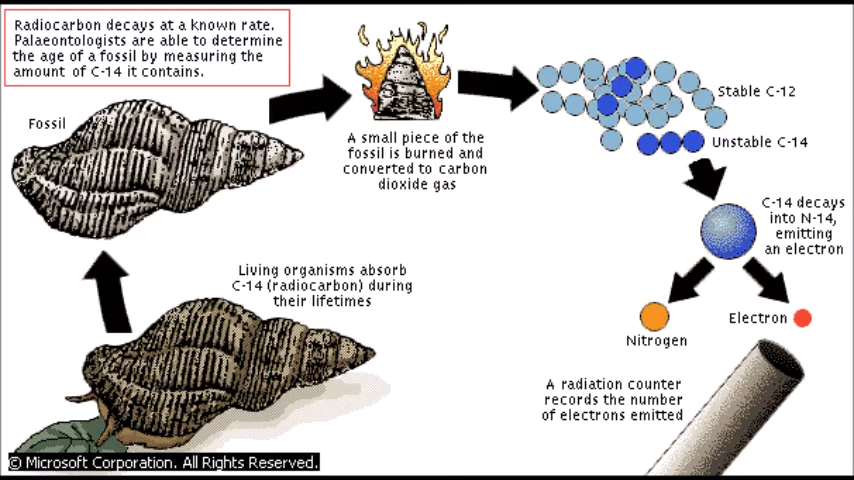 Radiocarbon decays at a known rate.
Palaeontologists are able to determine
the age of a fossil by measuring the
amount of C-14 it contains.
Fossil
A small piece of the
fossil is burned and
converted to carbon
dioxide gas
Stable C-12
Unstable C-14
C-14 decays
into N-14,
emitting
an electron
Living organisms absorb
C-14 (radiocarbon) during
their lifetimes
Nitrogen
Electron
A radiation counter
records the number
of electrons emitted
© Microsoft Corporation. All Rights Reserved.